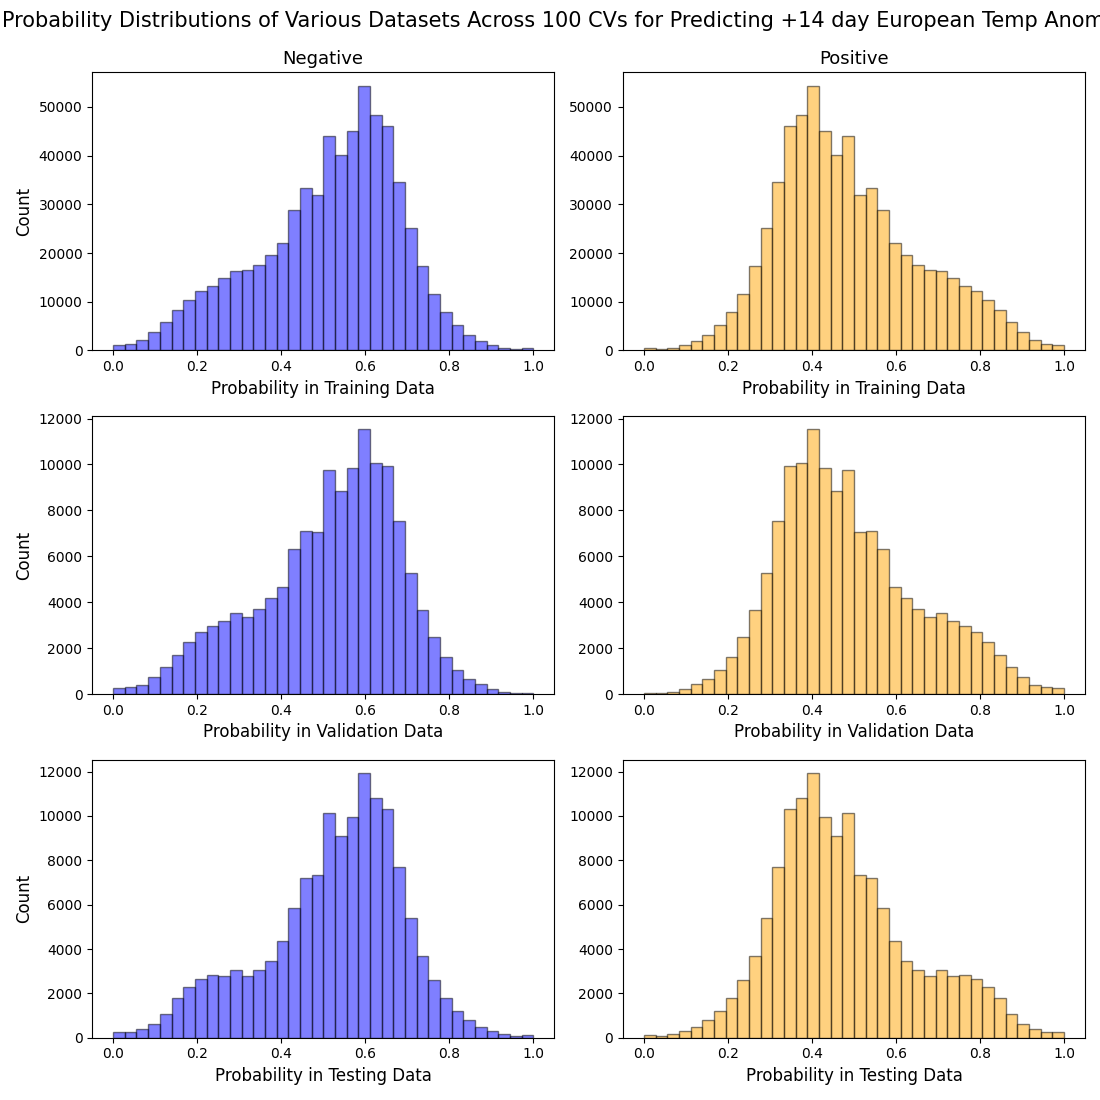 Probability Distributions of Various Datasets Across 100 CVs for Predicting +14 day European Temp Anom
Negative
Count
50000
40000
30000
20000
10000
0
0.0 0.2 0.4 0.6 0.8 1.0
Probability in Training Data
Positive
50000
40000
30000
20000
10000
0
0.0 0.2 0.4 0.6 0.8 1.0
Probability in Training Data
Count
12000
10000
8000
6000
4000
2000
0
0.0 0.2 0.4 0.6 0.8 1.0
Probability in Validation Data
12000
10000
8000
6000
4000
2000
0
0.0 0.2 0.4 0.6 0.8 1.0
Probability in Validation Data
Count
12000
10000
8000
6000
4000
2000
0
0.0 0.2 0.4 0.6 0.8 1.0
Probability in Testing Data
12000
10000
8000
6000
4000
2000
0
0.0 0.2 0.4 0.6 0.8 1.0
Probability in Testing Data